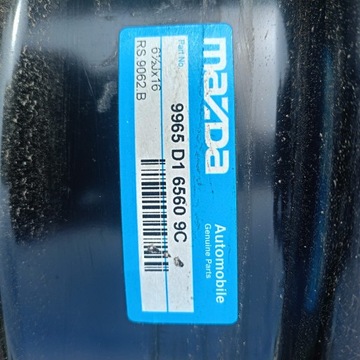 mazda
Automobile
Genuine Parts
Part No.
9965 D1 6560 9C
6½Jx16
RS 9062 B